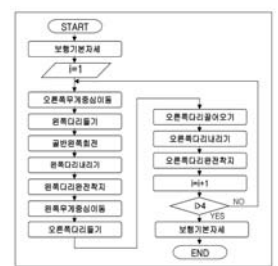 START
보행기본자세
i=1
오른쪽무게중심이동
왼쪽다리들기
골반왼쪽회전
왼쪽다리내리기
왼쪽다리완전착지
왼쪽무게중심이동
오른쪽다리들기
오른쪽다리끌어오기
오른쪽다리내리기
오른쪽다리완전착지
i=i+1
i>4
NO
YES
보행기본자세
END